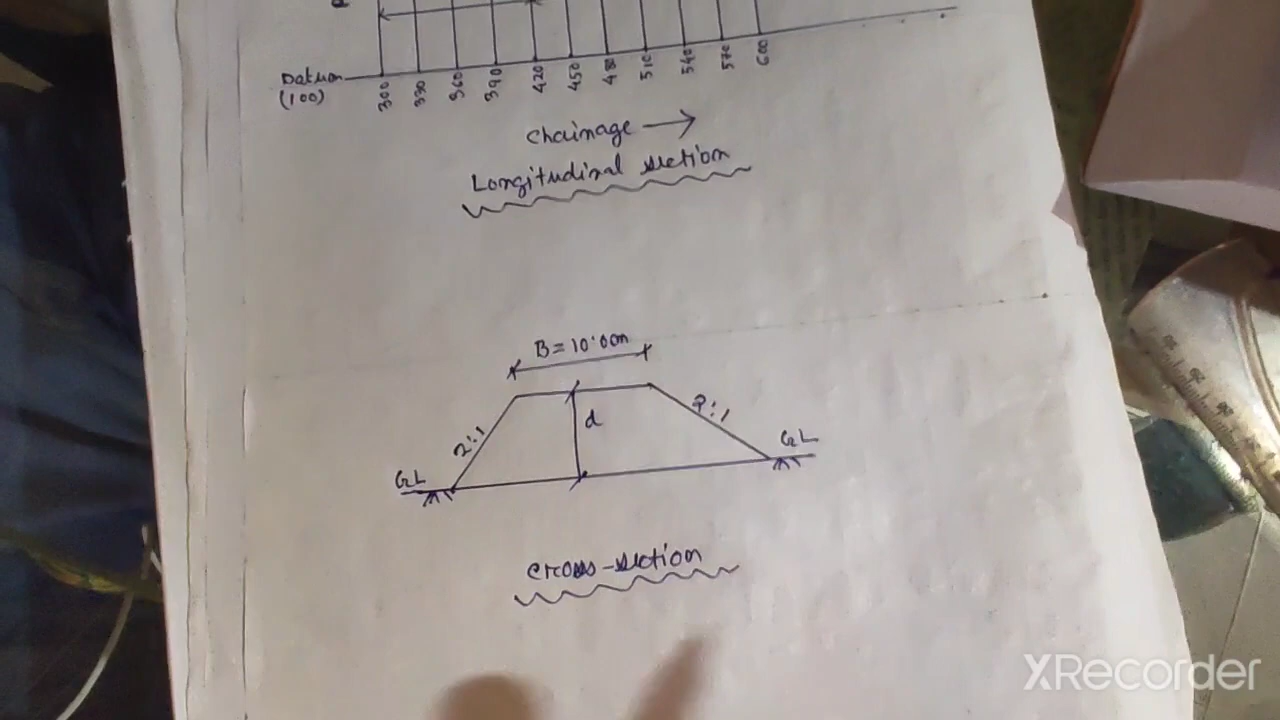 Datum
(100)
300
330
360
390
420
450
480
510
540
570
600
chainage →
Longitudinal section
B = 10.00m
d
2:1
2:1
GL
GL
cross-section
XRecorder